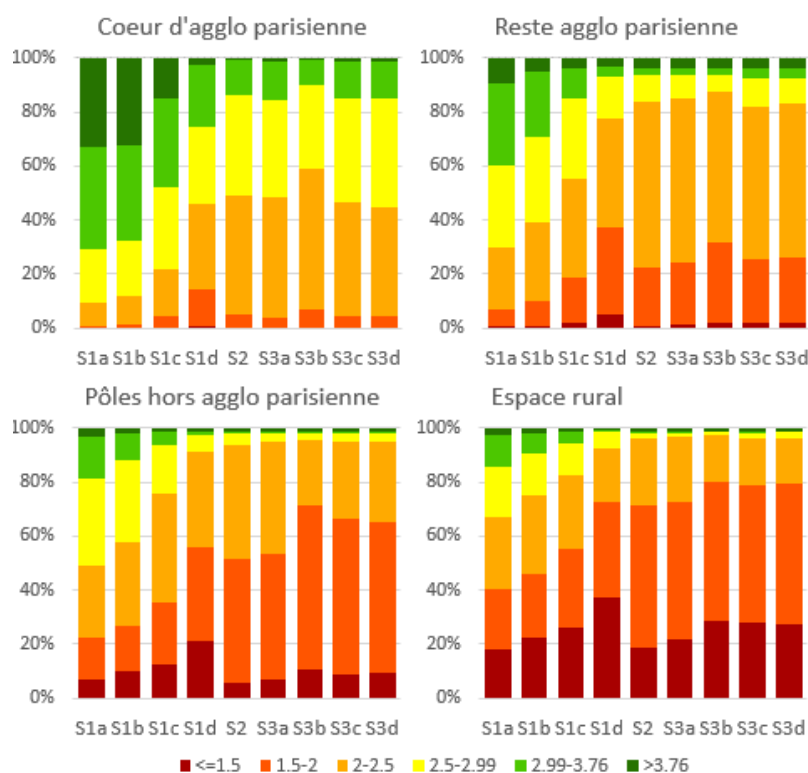 Coeur d'agglo parisienne
100%
80%
60%
40%
20%
0%
S1a S1b S1c S1d S2 S3a S3b S3c S3d
Reste agglo parisienne
100%
80%
60%
40%
20%
0%
S1a S1b S1c S1d S2 S3a S3b S3c S3d
Pôles hors agglo parisienne
100%
80%
60%
40%
20%
0%
S1a S1b S1c S1d S2 S3a S3b S3c S3d
Espace rural
100%
80%
60%
40%
20%
0%
S1a S1b S1c S1d S2 S3a S3b S3c S3d
<=1.5 1.5-2 2-2.5 2.5-2.99 2.99-3.76 >3.76